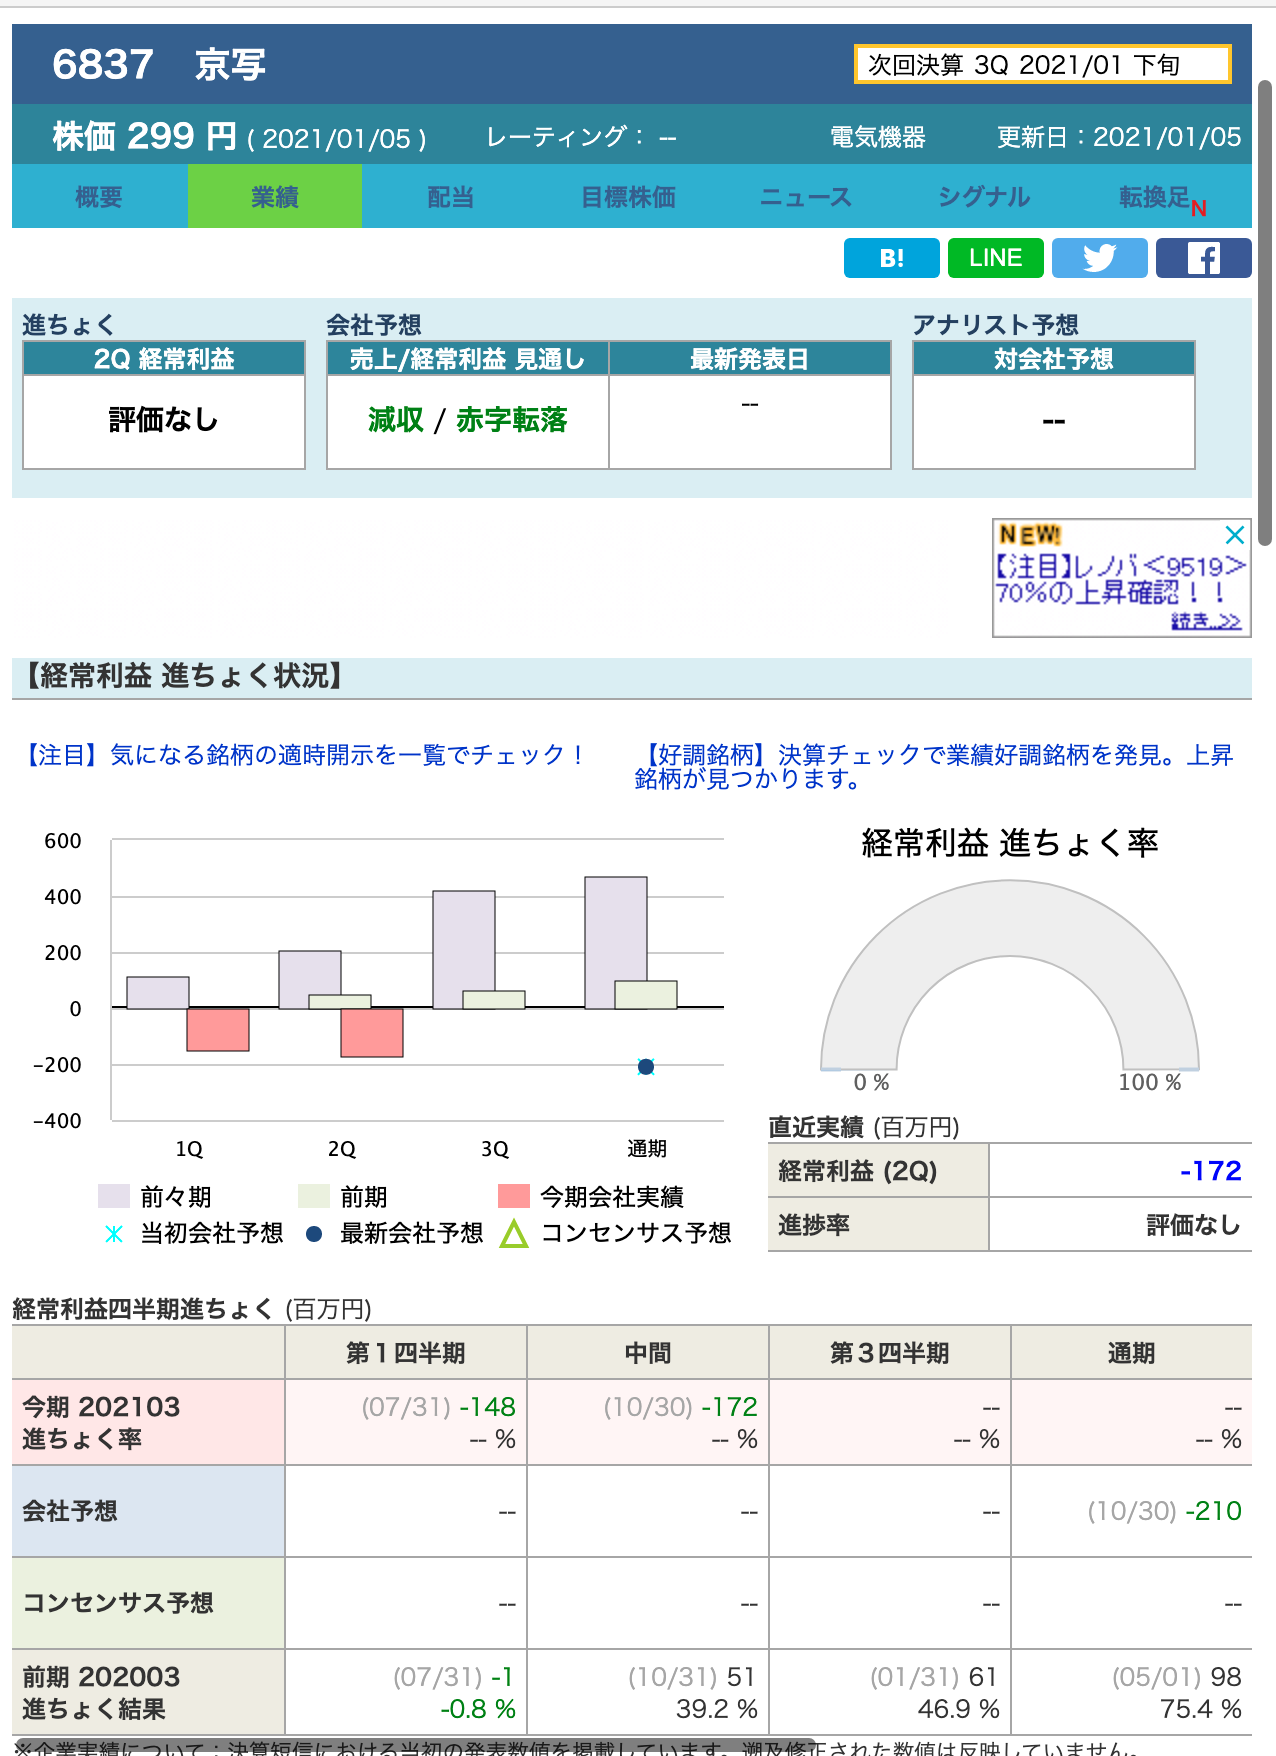 6837 京写
次回決算 3Q 2021/01 下旬
株価 299 円 ( 2021/01/05 ) レーティング： -- 電気機器 更新日：2021/01/05
概要 業績 配当 目標株価 ニュース シグナル 転換足N
B! LINE
進ちょく 会社予想 アナリスト予想
2Q 経常利益 売上/経常利益 見通し 最新発表日 対会社予想
評価なし 減収 / 赤字転落 -- --
NEW!
【注目】レノバ<9519>
70%の上昇確認！！
続き..>>
【経常利益 進ちょく状況】
【注目】気になる銘柄の適時開示を一覧でチェック！
【好調銘柄】決算チェックで業績好調銘柄を発見。上昇
銘柄が見つかります。
600
400
200
0
-200
-400
1Q 2Q 3Q 通期
前々期 前期 今期会社実績
当初会社予想 最新会社予想 コンセンサス予想
経常利益 進ちょく率
0 % 100 %
直近実績 (百万円)
経常利益 (2Q) -172
進捗率 評価なし
経常利益四半期進ちょく (百万円)
第１四半期 中間 第３四半期 通期
今期 202103 (07/31) -148 (10/30) -172 -- --
進ちょく率 -- % -- % -- % -- %
会社予想 -- -- -- (10/30) -210
コンセンサス予想 -- -- -- --
前期 202003 (07/31) -1 (10/31) 51 (01/31) 61 (05/01) 98
進ちょく結果 -0.8 % 39.2 % 46.9 % 75.4 %
※企業実績について：決算短信における当初の発表数値を掲載しています。遡及修正された数値は反映していません。